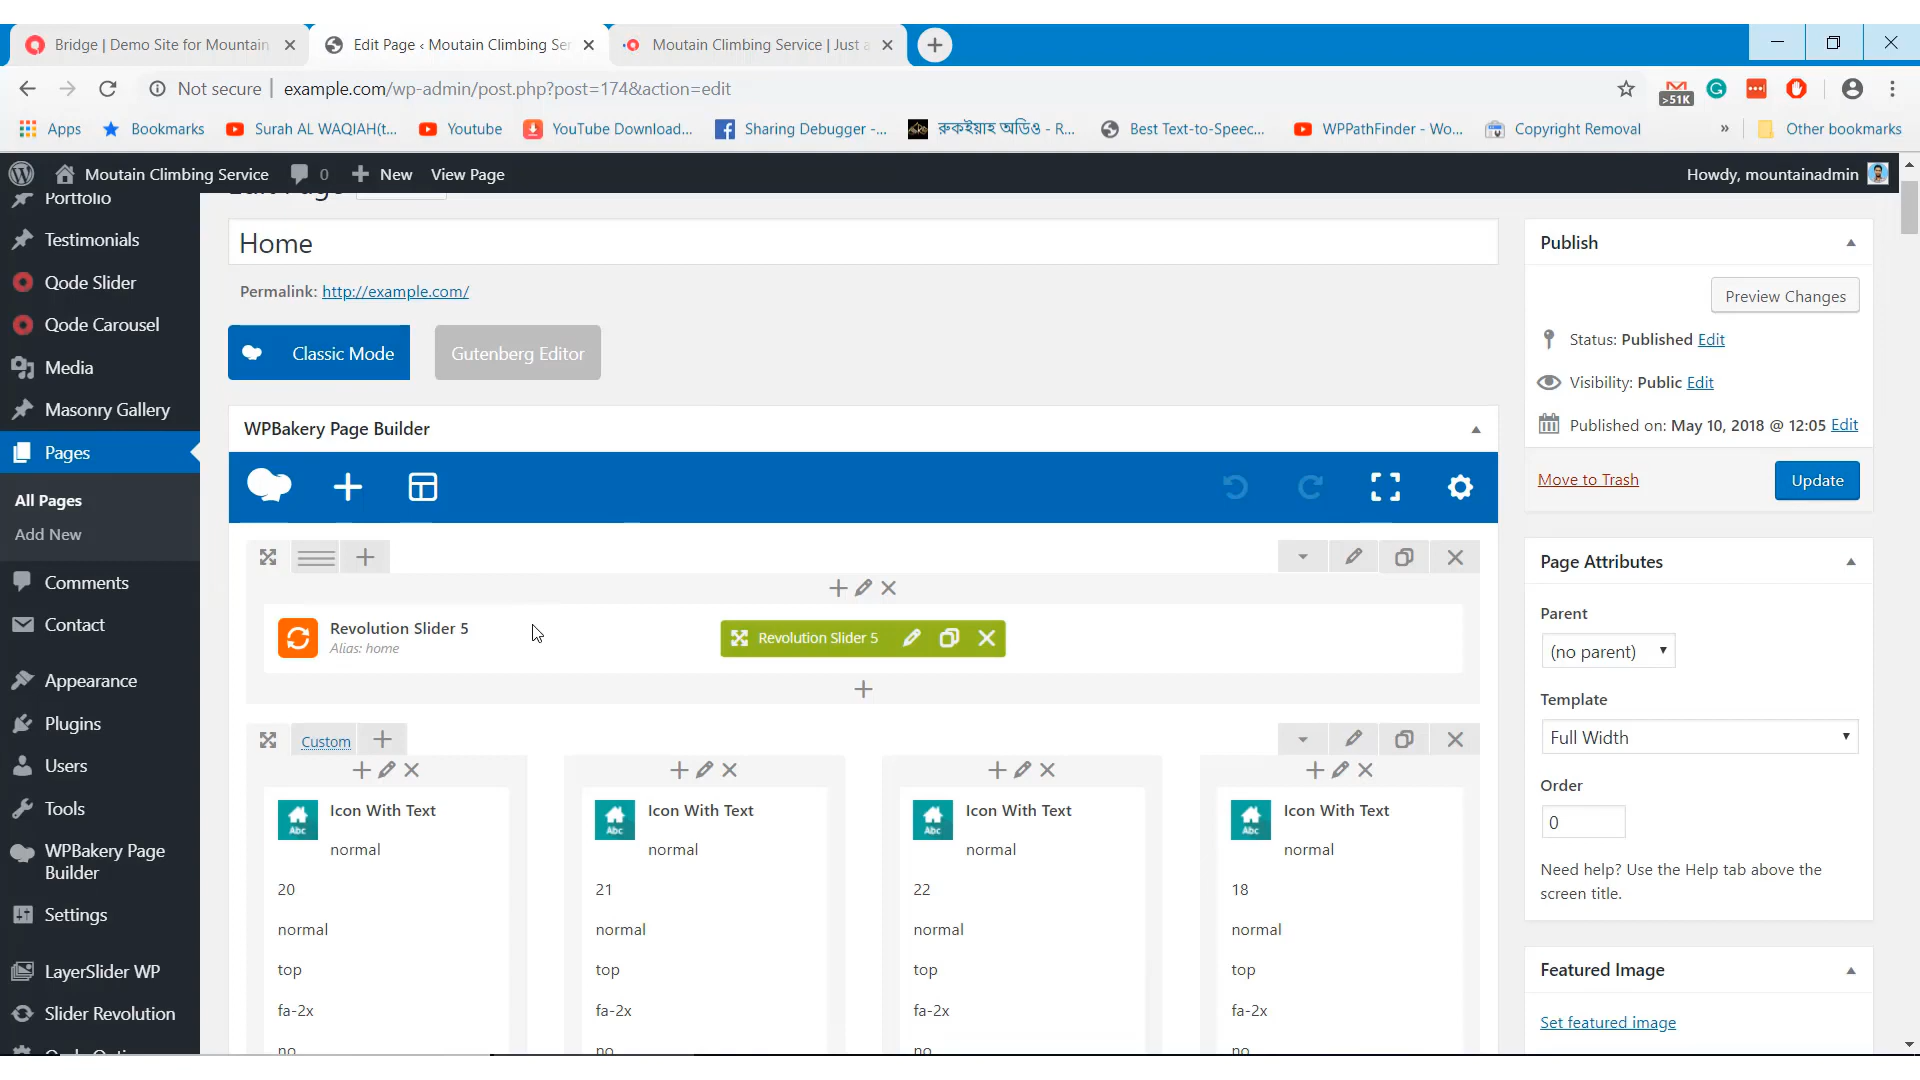 Bridge | Demo Site for Mountain
Edit Page ‹ Moutain Climbing Ser
Moutain Climbing Service | Just a
Not secure
example.com/wp-admin/post.php?post=174&action=edit
>51K
Apps
Bookmarks
Surah AL WAQIAH(t...
Youtube
YouTube Download...
Sharing Debugger -...
রুকইয়াহ অডিও - R...
Best Text-to-Speec...
WPPathFinder - Wo...
Copyright Removal
»
Other bookmarks
Moutain Climbing Service
0
New
View Page
Howdy, mountainadmin
Portfolio
Testimonials
Qode Slider
Qode Carousel
Media
Masonry Gallery
Pages
All Pages
Add New
Comments
Contact
Appearance
Plugins
Users
Tools
WPBakery Page
Builder
Settings
LayerSlider WP
Slider Revolution
Edit Page
Home
Permalink: http://example.com/
Classic Mode
Gutenberg Editor
WPBakery Page Builder
Revolution Slider 5
Alias: home
Revolution Slider 5
Custom
Icon With Text
normal
20
normal
top
fa-2x
no
Icon With Text
normal
21
normal
top
fa-2x
no
Icon With Text
normal
22
normal
top
fa-2x
no
Icon With Text
normal
18
normal
top
fa-2x
no
Abc
Abc
Abc
Abc
Publish
Preview Changes
Status: Published Edit
Visibility: Public Edit
Published on: May 10, 2018 @ 12:05 Edit
Move to Trash
Update
Page Attributes
Parent
(no parent)
Template
Full Width
Order
0
Need help? Use the Help tab above the
screen title.
Featured Image
Set featured image